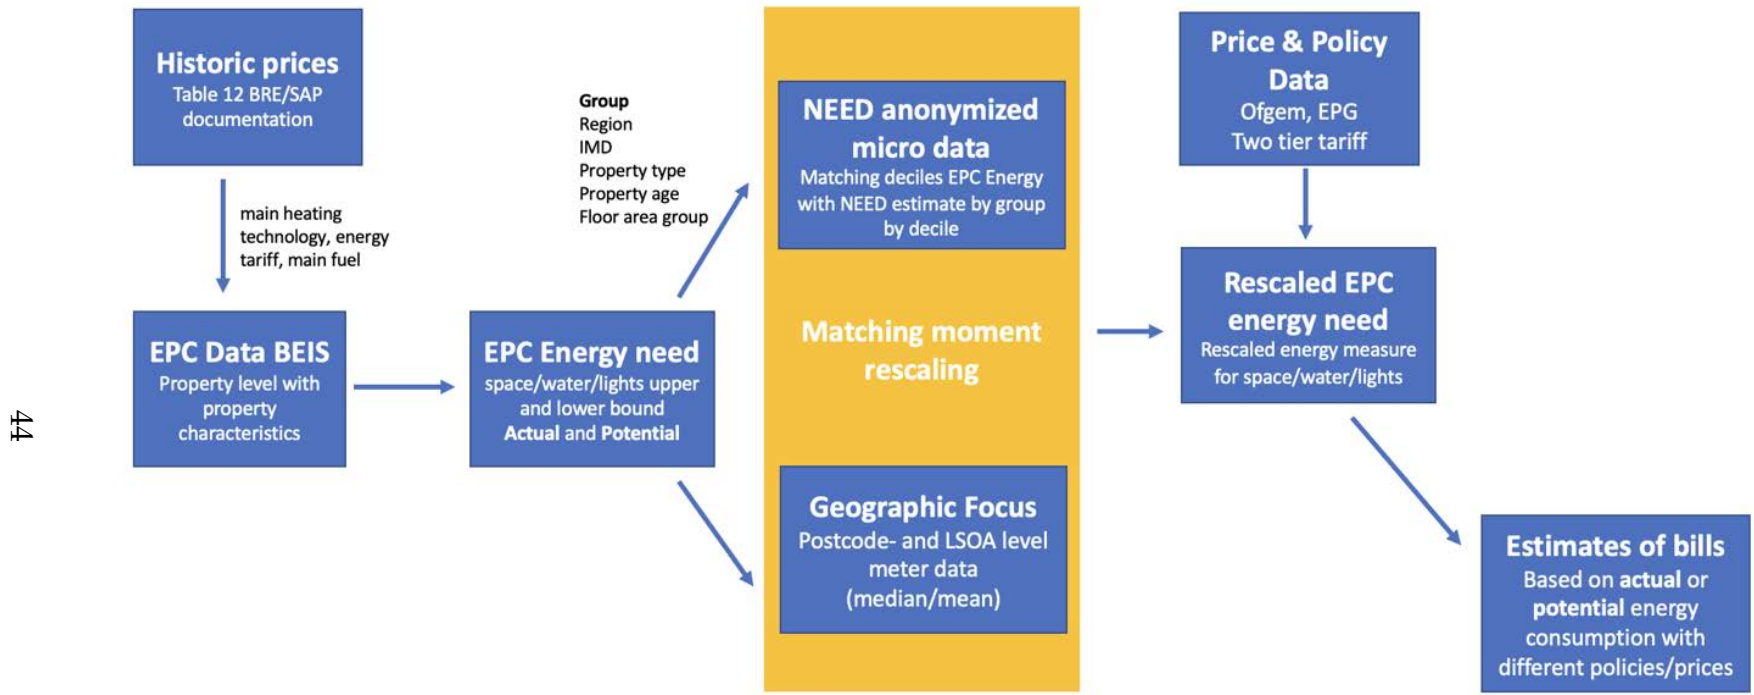 Historic prices
Table 12 BRE/SAP
documentation
main heating
technology, energy
tariff, main fuel
EPC Data BEIS
Property level with
property
characteristics
EPC Energy need
space/water/lights upper
and lower bound
Actual and Potential
Group
Region
IMD
Property type
Property age
Floor area group
NEED anonymized
micro data
Matching deciles EPC Energy
with NEED estimate by group
by decile
Matching moment
rescaling
Geographic Focus
Postcode- and LSOA level
meter data
(median/mean)
Price & Policy
Data
Ofgem, EPG
Two tier tariff
Rescaled EPC
energy need
Rescaled energy measure
for space/water/lights
Estimates of bills
Based on actual or
potential energy
consumption with
different policies/prices
44